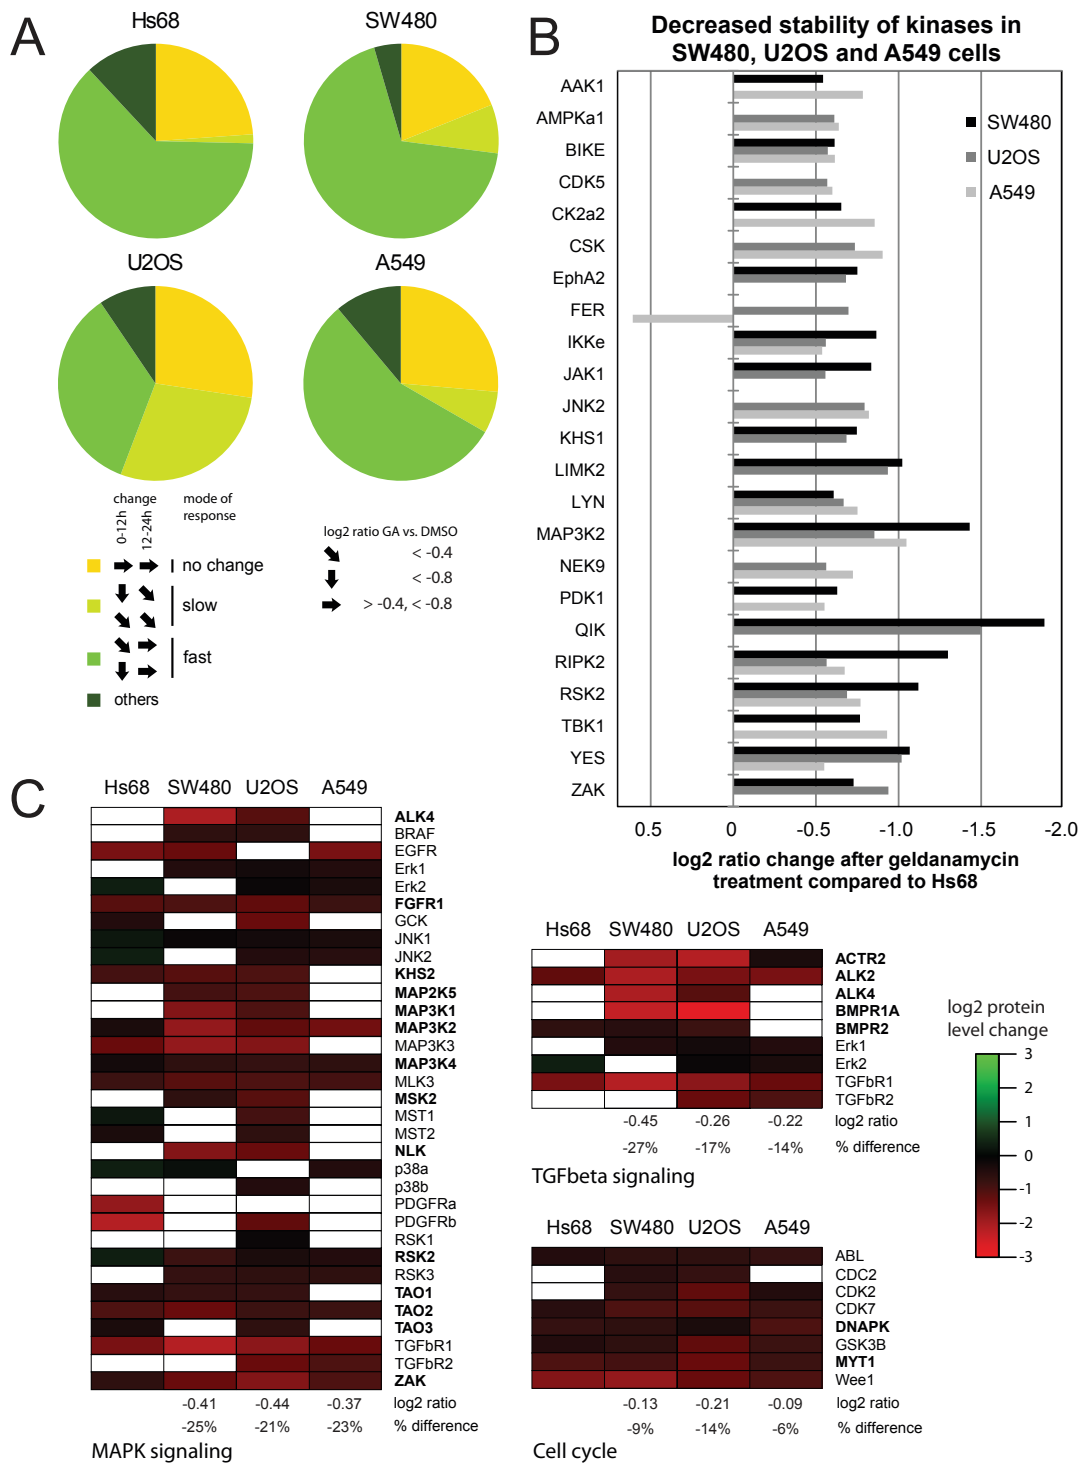 A
Hs68
SW480
U2OS
A549
change
mode of
response
0-12h
12-24h
no change
slow
fast
others
log2 ratio GA vs. DMSO
< -0.4
< -0.8
> -0.4, < -0.8
B
Decreased stability of kinases in
SW480, U2OS and A549 cells
AAK1
AMPKa1
BIKE
CDK5
CK2a2
CSK
EphA2
FER
IKKe
JAK1
JNK2
KHS1
LIMK2
LYN
MAP3K2
NEK9
PDK1
QIK
RIPK2
RSK2
TBK1
YES
ZAK
SW480
U2OS
A549
0.5 0 -0.5 -1.0 -1.5 -2.0
log2 ratio change after geldanamycin
treatment compared to Hs68
C
Hs68 SW480 U2OS A549
ALK4
BRAF
EGFR
Erk1
Erk2
FGFR1
GCK
JNK1
JNK2
KHS2
MAP2K5
MAP3K1
MAP3K2
MAP3K3
MAP3K4
MLK3
MSK2
MST1
MST2
NLK
p38a
p38b
PDGFRa
PDGFRb
RSK1
RSK2
RSK3
TAO1
TAO2
TAO3
TGFbR1
TGFbR2
ZAK
-0.41 -0.44 -0.37 log2 ratio
-25% -21% -23% % difference
MAPK signaling
Hs68 SW480 U2OS A549
ACTR2
ALK2
ALK4
BMPR1A
BMPR2
Erk1
Erk2
TGFbR1
TGFbR2
-0.45 -0.26 -0.22 log2 ratio
-27% -17% -14% % difference
TGFbeta signaling
log2 protein
level change
3
2
1
0
-1
-2
-3
Hs68 SW480 U2OS A549
ABL
CDC2
CDK2
CDK7
DNAPK
GSK3B
MYT1
Wee1
-0.13 -0.21 -0.09 log2 ratio
-9% -14% -6% % difference
Cell cycle